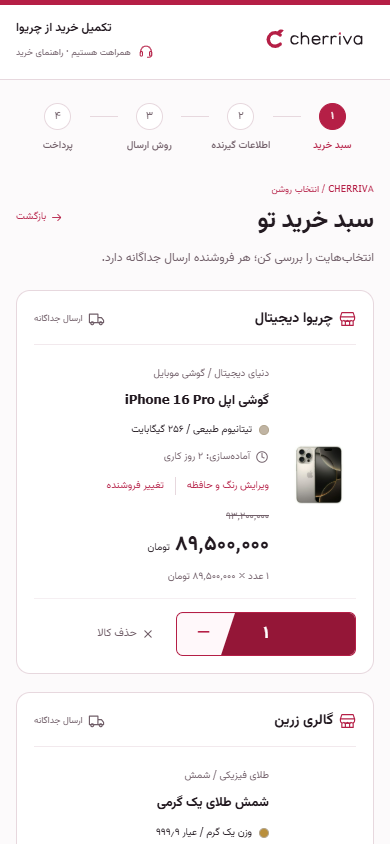 cherriva
تکمیل خرید از چریوا
همراهت هستیم · راهنمای خرید
۱
۲
۳
۴
سبد خرید
اطلاعات گیرنده
روش ارسال
پرداخت
CHERRIVA / انتخاب روشن
سبد خرید تو
بازگشت
انتخاب‌هایت را بررسی کن؛ هر فروشنده ارسال جداگانه دارد.
چریوا دیجیتال
ارسال جداگانه
دنیای دیجیتال / گوشی موبایل
گوشی اپل iPhone 16 Pro
تیتانیوم طبیعی / ۲۵۶ گیگابایت
آماده‌سازی: ۲ روز کاری
ویرایش رنگ و حافظه
تغییر فروشنده
۹۳,۲۰۰,۰۰۰
۸۹,۵۰۰,۰۰۰ تومان
۱ عدد × ۸۹,۵۰۰,۰۰۰ تومان
۱
−
حذف کالا
گالری زرین
ارسال جداگانه
طلای فیزیکی / شمش
شمش طلای یک گرمی
وزن یک گرم / عیار ۹۹۹٫۹